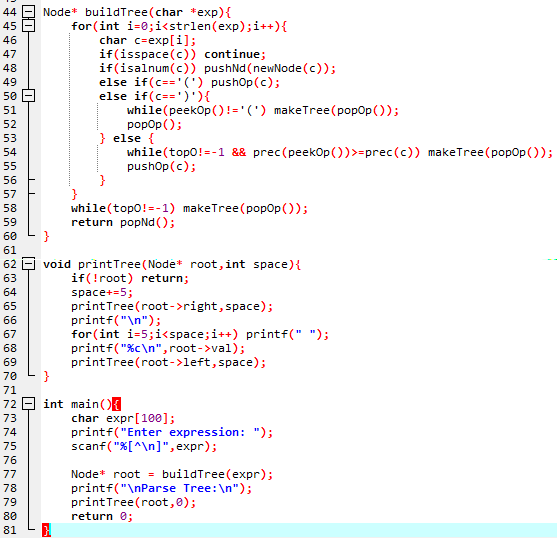 44 Node* buildTree(char *exp){
45     for(int i=0;i<strlen(exp);i++){
46         char c=exp[i];
47         if(isspace(c)) continue;
48         if(isalnum(c)) pushNd(newNode(c));
49         else if(c=='(') pushOp(c);
50         else if(c==')'){
51             while(peekOp()!='(') makeTree(popOp());
52             popOp();
53         } else {
54             while(topO!=-1 && prec(peekOp())>=prec(c)) makeTree(popOp());
55             pushOp(c);
56         }
57     }
58     while(topO!=-1) makeTree(popOp());
59     return popNd();
60 }
61
62 void printTree(Node* root,int space){
63     if(!root) return;
64     space+=5;
65     printTree(root->right,space);
66     printf("\n");
67     for(int i=5;i<space;i++) printf(" ");
68     printf("%c\n",root->val);
69     printTree(root->left,space);
70 }
71
72 int main(){
73     char expr[100];
74     printf("Enter expression: ");
75     scanf("%[^\n]",expr);
76
77     Node* root = buildTree(expr);
78     printf("\nParse Tree:\n");
79     printTree(root,0);
80     return 0;
81 }